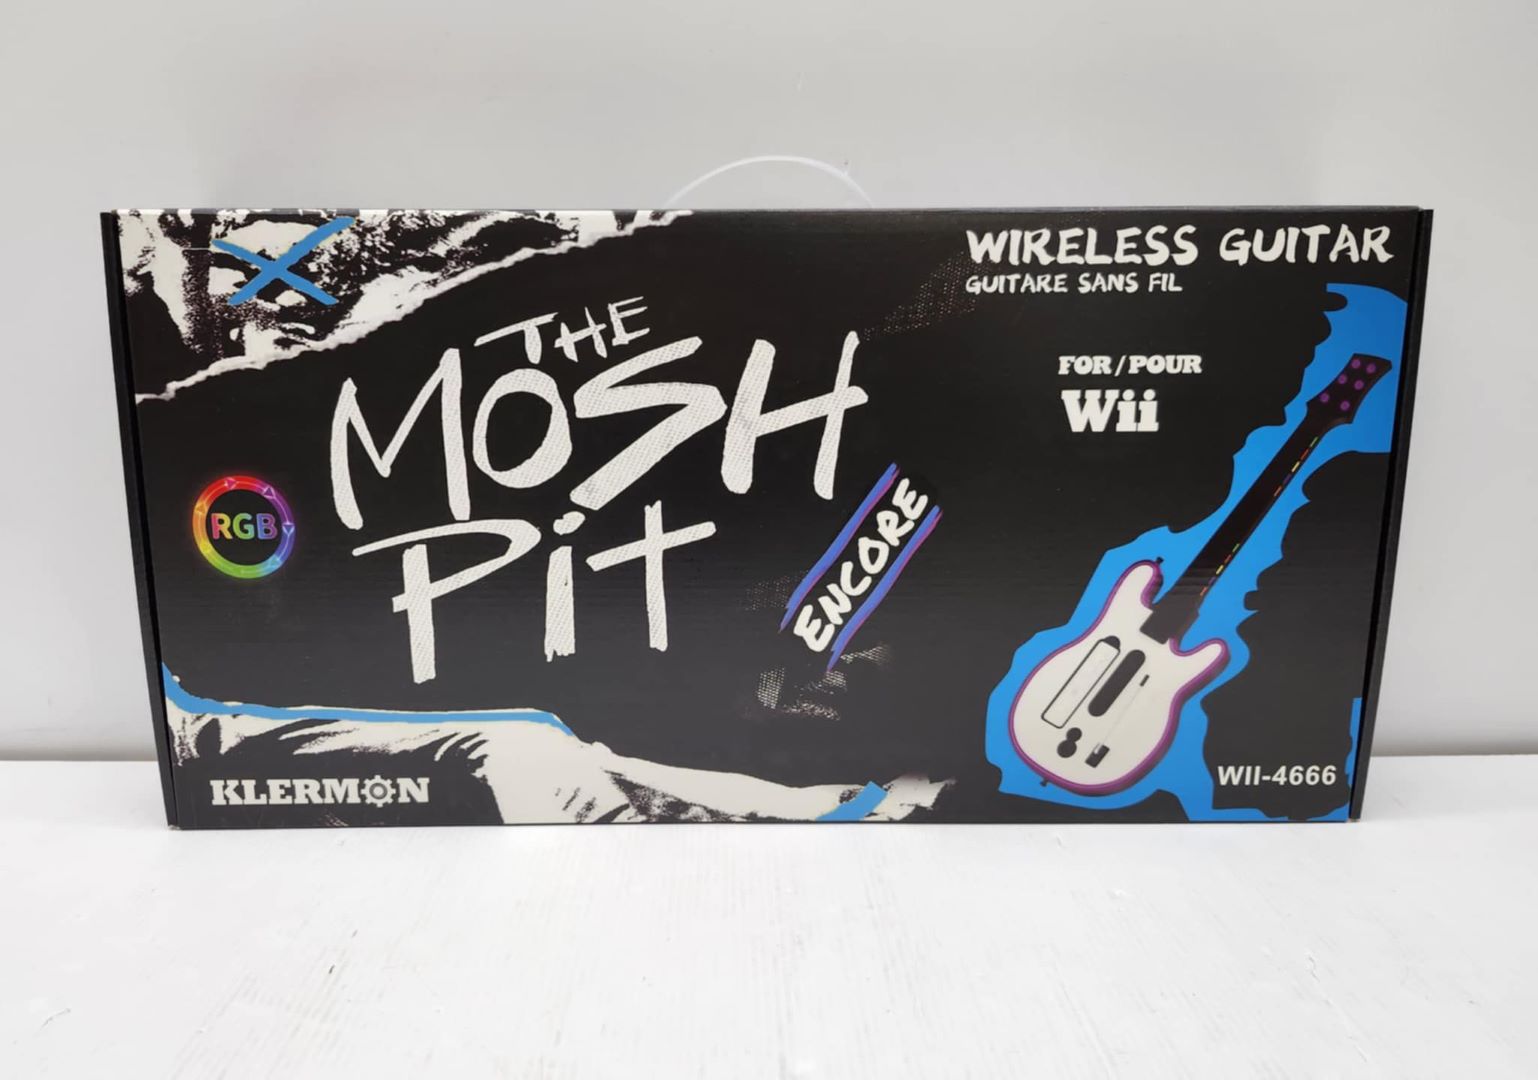 WIRELESS GUITAR
GUITARE SANS FIL
THE
MOSH
PIT
ENCORE
FOR/POUR
Wii
RGB
KLERMON
WII-4666